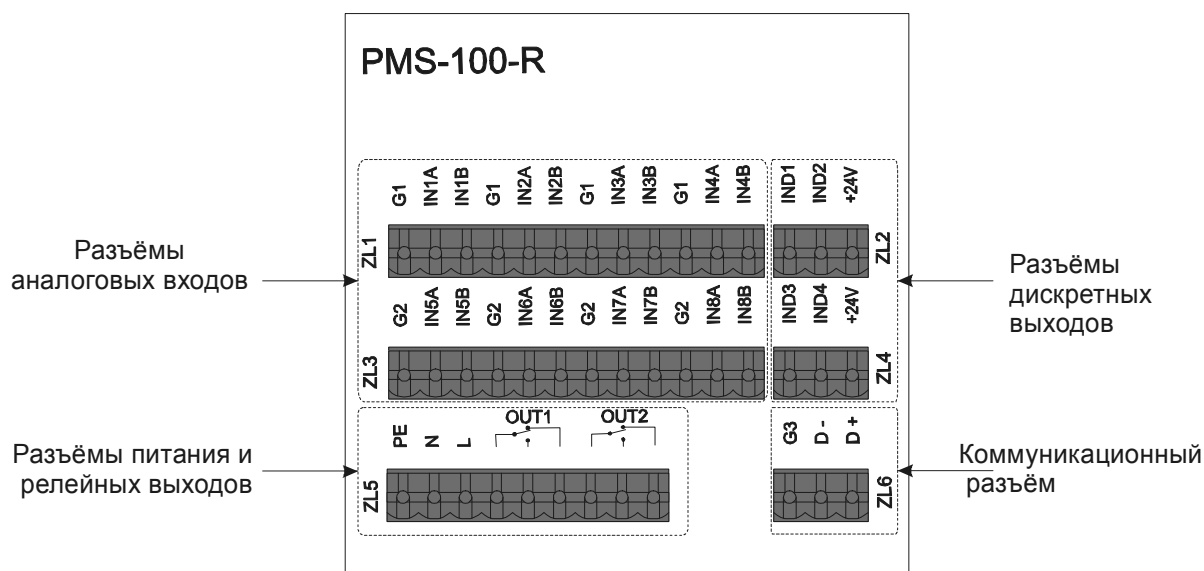 PMS-100-R
G1 IN1A IN1B G1 IN2A IN2B G1 IN3A IN3B G1 IN4A IN4B
IND1 IND2 +24V
ZL1
ZL2
Разъёмы
аналоговых входов
Разъёмы
дискретных
выходов
G2 IN5A IN5B G2 IN6A IN6B G2 IN7A IN7B G2 IN8A IN8B
IND3 IND4 +24V
ZL3
ZL4
PE N L OUT1 OUT2
G3 D - D +
Разъёмы питания и
релейных выходов
Коммуникационный
разъём
ZL5
ZL6